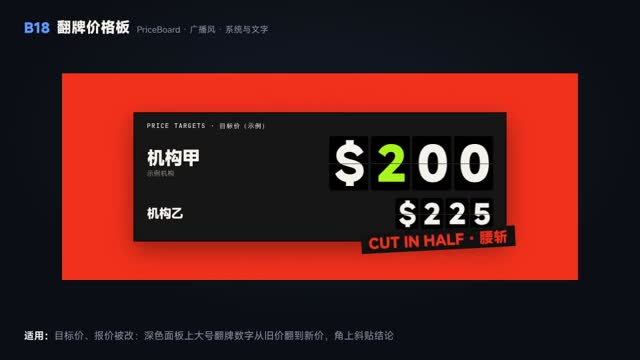 B18 翻牌价格板 PriceBoard · 广播风 · 系统与文字
PRICE TARGETS · 目标价（示例）
机构甲
示例机构
$200
机构乙
$225
CUT IN HALF · 腰斩
适用：目标价、报价被改：深色面板上大号翻牌数字从旧价翻到新价，角上斜贴结论